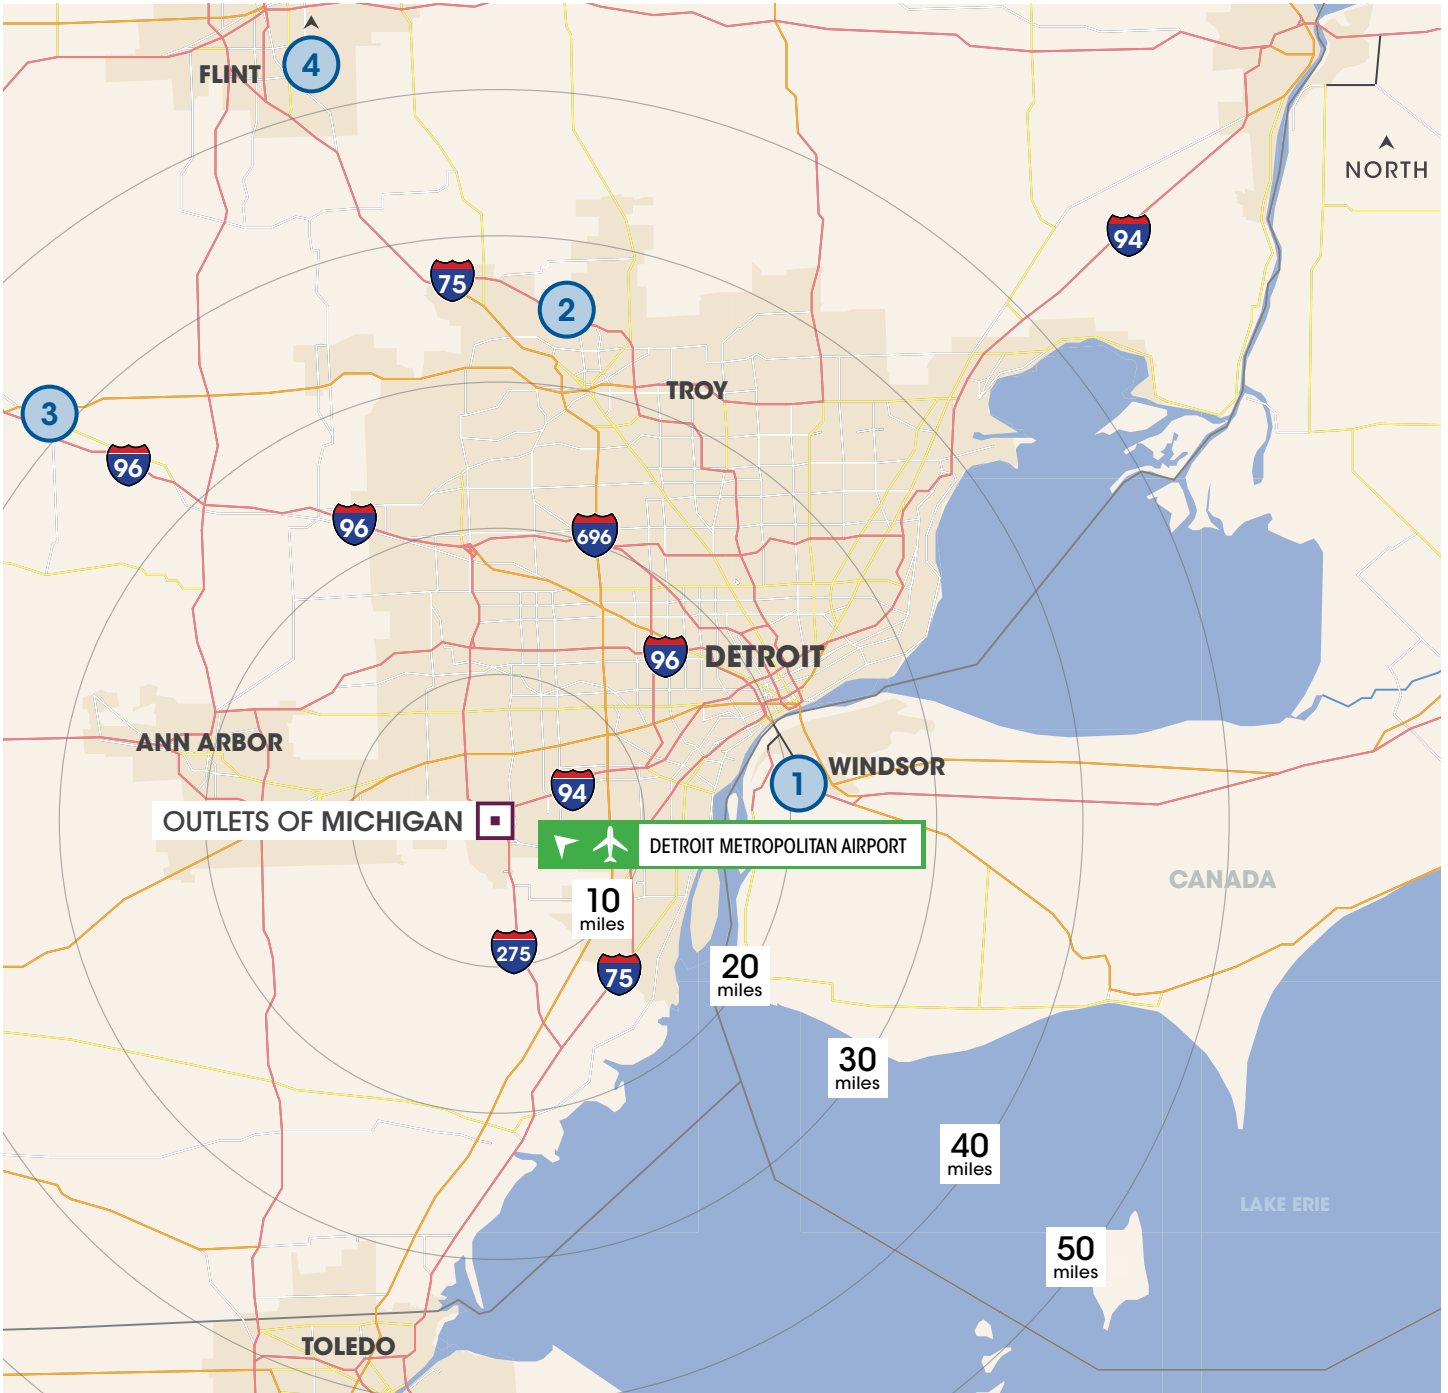 4
FLINT
NORTH
94
75
2
TROY
3
96
96
696
96
DETROIT
ANN ARBOR
WINDSOR
1
94
OUTLETS OF MICHIGAN
DETROIT METROPOLITAN AIRPORT
CANADA
10
miles
275
75
20
miles
30
miles
40
miles
LAKE ERIE
50
miles
TOLEDO